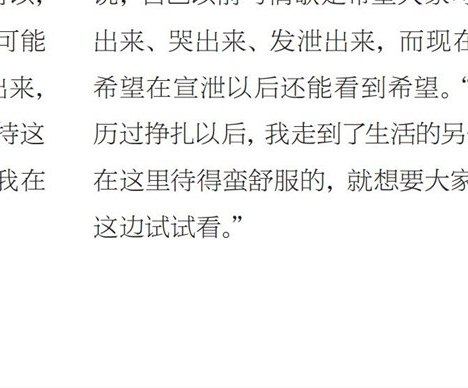 可能
出来，
持这
我在
出来、哭出来、发泄出来，而现在
希望在宣泄以后还能看到希望。“
历过挣扎以后，我走到了生活的另
在这里待得蛮舒服的，就想要大家
这边试试看。”